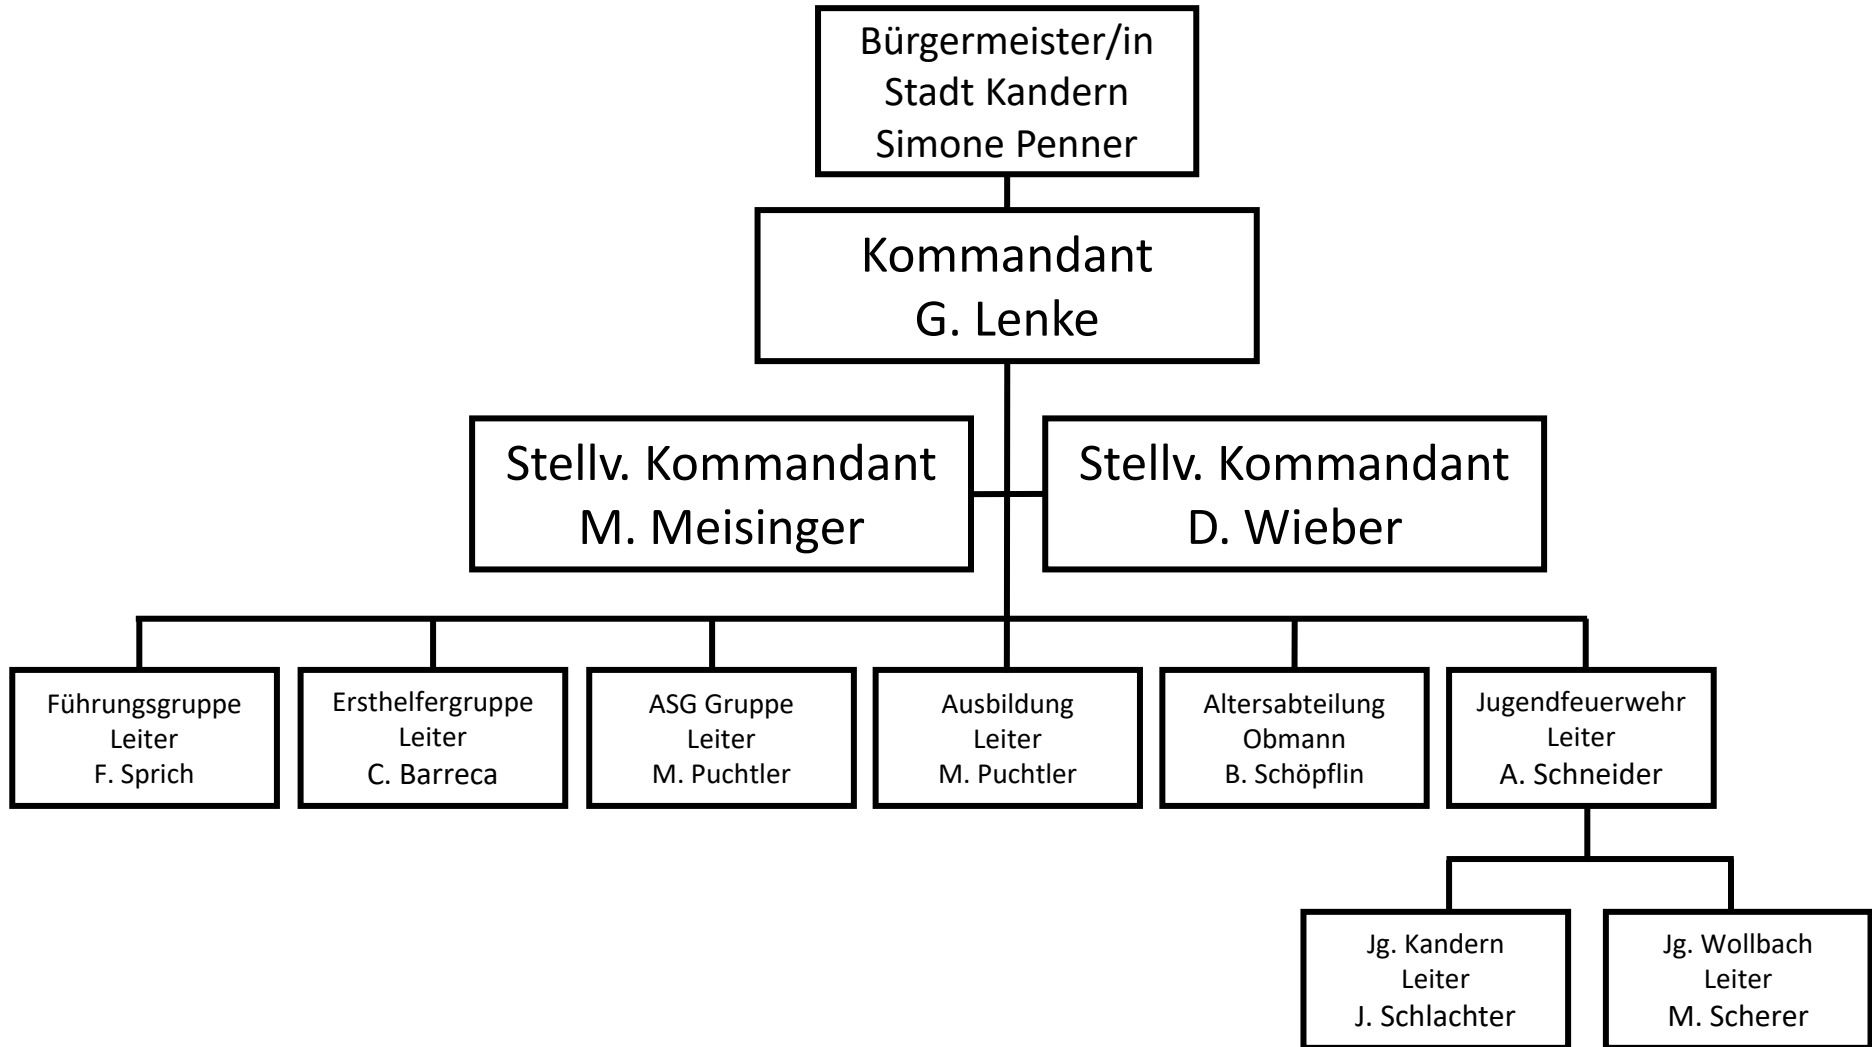 Bürgermeister/in
Stadt Kandern
Simone Penner
Kommandant
G. Lenke
Stellv. Kommandant
M. Meisinger
Stellv. Kommandant
D. Wieber
Führungsgruppe
Leiter
F. Sprich
Ersthelfergruppe
Leiter
C. Barreca
ASG Gruppe
Leiter
M. Puchtler
Ausbildung
Leiter
M. Puchtler
Altersabteilung
Obmann
B. Schöpflin
Jugendfeuerwehr
Leiter
A. Schneider
Jg. Kandern
Leiter
J. Schlachter
Jg. Wollbach
Leiter
M. Scherer